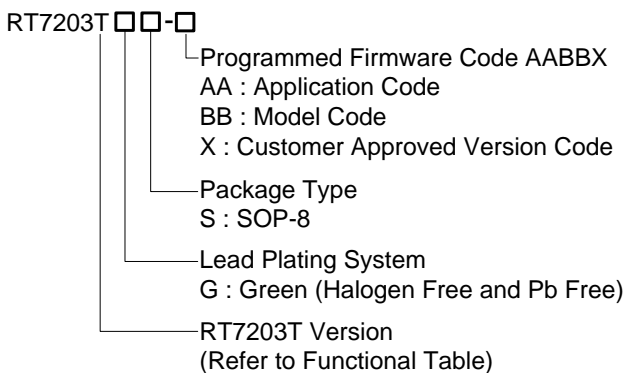 RT7203T□□-□
Programmed Firmware Code AABBX
AA : Application Code
BB : Model Code
X : Customer Approved Version Code
Package Type
S : SOP-8
Lead Plating System
G : Green (Halogen Free and Pb Free)
RT7203T Version
(Refer to Functional Table)